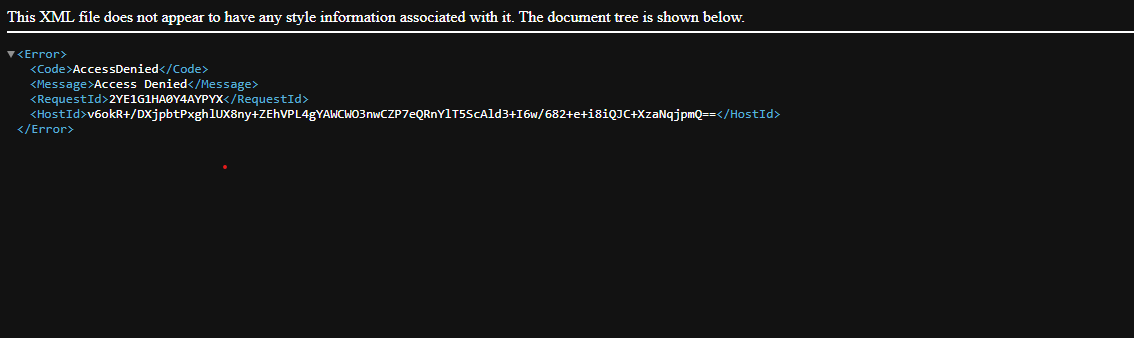 This XML file does not appear to have any style information associated with it. The document tree is shown below.
▼<Error>
<Code>AccessDenied</Code>
<Message>Access Denied</Message>
<RequestId>2YE1G1HA0Y4AYPYX</RequestId>
<HostId>v6okR+/DXjpbtPxghlUX8ny+ZEhVPL4gYAWCWO3nwCZP7eQRnYlT5ScAld3+I6w/682+e+i8iQJC+XzaNqjpmQ==</HostId>
</Error>